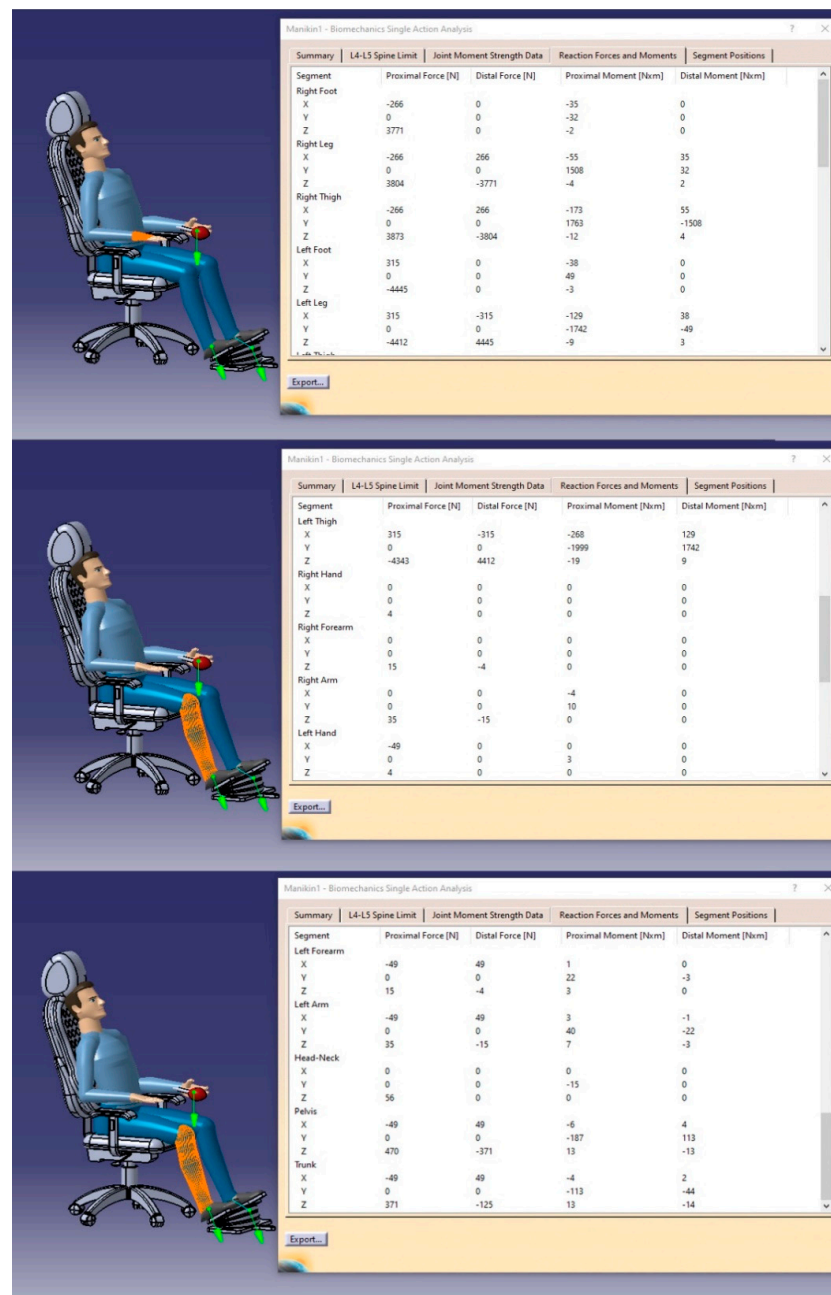 Manikin1 - Biomechanics Single Action Analysis ? ×
Summary L4-L5 Spine Limit Joint Moment Strength Data Reaction Forces and Moments Segment Positions
Segment Proximal Force [N] Distal Force [N] Proximal Moment [Nxm] Distal Moment [Nxm]
Right Foot
X -266 0 -35 0
Y 0 0 -32 0
Z 3771 0 -2 0
Right Leg
X -266 266 -55 35
Y 0 0 1508 32
Z 3804 -3771 -4 2
Right Thigh
X -266 266 -173 55
Y 0 0 1763 -1508
Z 3873 -3804 -12 4
Left Foot
X 315 0 -38 0
Y 0 0 49 0
Z -4445 0 -3 0
Left Leg
X 315 -315 -129 38
Y 0 0 -1742 -49
Z -4412 4445 -9 3
Left Thigh
Export...
Manikin1 - Biomechanics Single Action Analysis ? ×
Summary L4-L5 Spine Limit Joint Moment Strength Data Reaction Forces and Moments Segment Positions
Segment Proximal Force [N] Distal Force [N] Proximal Moment [Nxm] Distal Moment [Nxm]
Left Thigh
X 315 -315 -268 129
Y 0 0 -1999 1742
Z -4343 4412 -19 9
Right Hand
X 0 0 0 0
Y 0 0 0 0
Z 4 0 0 0
Right Forearm
X 0 0 0 0
Y 0 0 0 0
Z 15 -4 0 0
Right Arm
X 0 0 -4 0
Y 0 0 10 0
Z 35 -15 0 0
Left Hand
X -49 0 0 0
Y 0 0 3 0
Z 4 0 0 0
Export...
Manikin1 - Biomechanics Single Action Analysis ? ×
Summary L4-L5 Spine Limit Joint Moment Strength Data Reaction Forces and Moments Segment Positions
Segment Proximal Force [N] Distal Force [N] Proximal Moment [Nxm] Distal Moment [Nxm]
Left Forearm
X -49 49 1 0
Y 0 0 22 -3
Z 15 -4 3 0
Left Arm
X -49 49 3 -1
Y 0 0 40 -22
Z 35 -15 7 -3
Head-Neck
X 0 0 0 0
Y 0 0 -15 0
Z 56 0 0 0
Pelvis
X -49 49 -6 4
Y 0 0 -187 113
Z 470 -371 13 -13
Trunk
X -49 49 -4 2
Y 0 0 -113 -44
Z 371 -125 13 -14
Export...